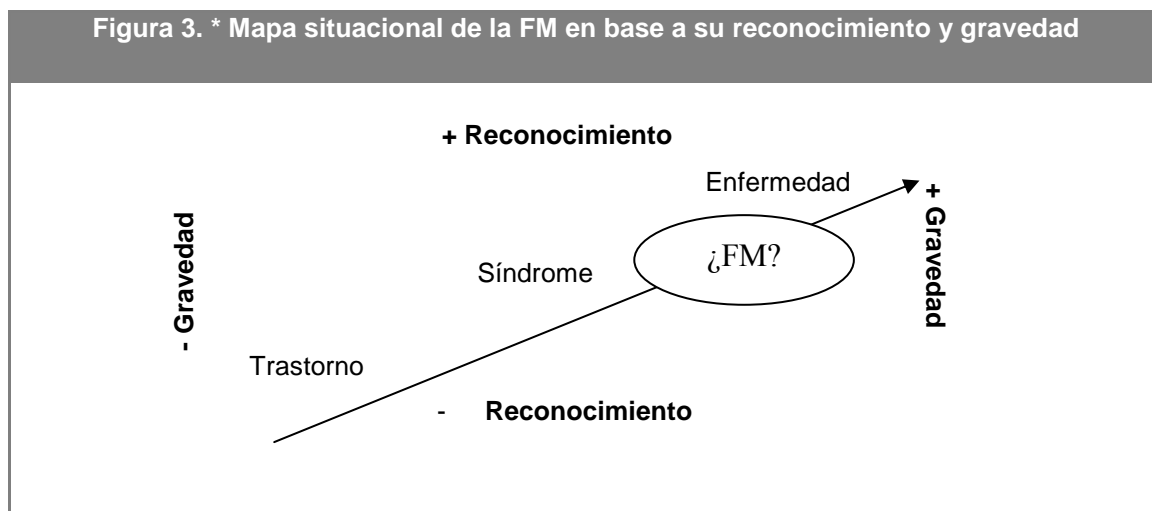 Figura 3. * Mapa situacional de la FM en base a su reconocimiento y gravedad
+ Reconocimiento
Enfermedad
+ Gravedad
- Gravedad
¿FM?
Síndrome
Trastorno
- Reconocimiento